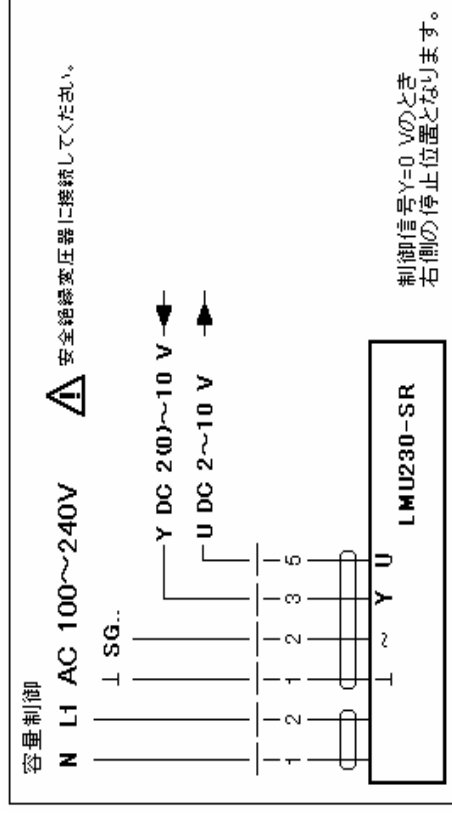 容量制御
N L1 AC 100～240V
⚠ 安全絶縁変圧器に接続してください。
⊥ SG..
Y DC 2(0)～10 V
U DC 2～10 V
1 2 1 2 3 5
⊥ ~ Y U
LMU230-SR
制御信号Y=0 Vのとき
右側の停止位置となります。